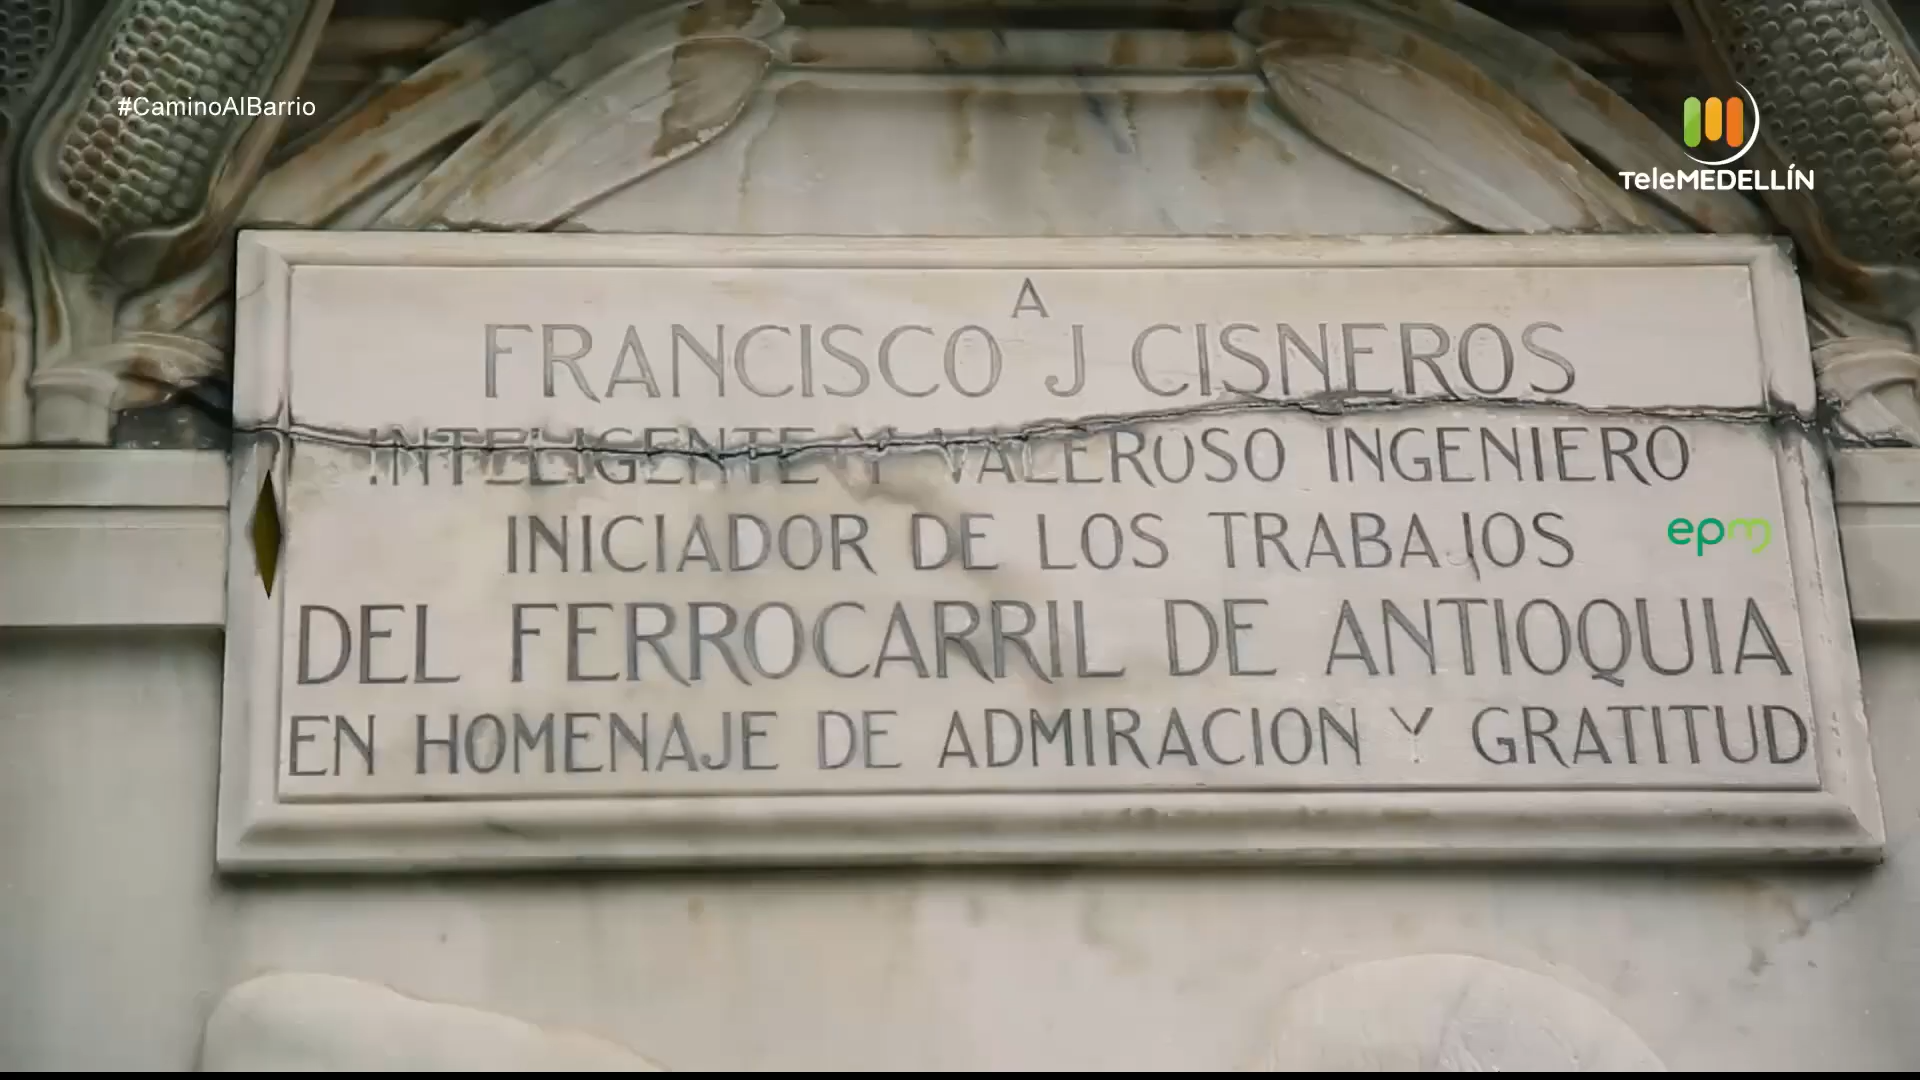 #CaminoAlBarrio
TeleMEDELLÍN
A
FRANCISCO J CISNEROS
INTELIGENTE Y VALEROSO INGENIERO
INICIADOR DE LOS TRABAJOS
epm
DEL FERROCARRIL DE ANTIOQUIA
EN HOMENAJE DE ADMIRACION Y GRATITUD